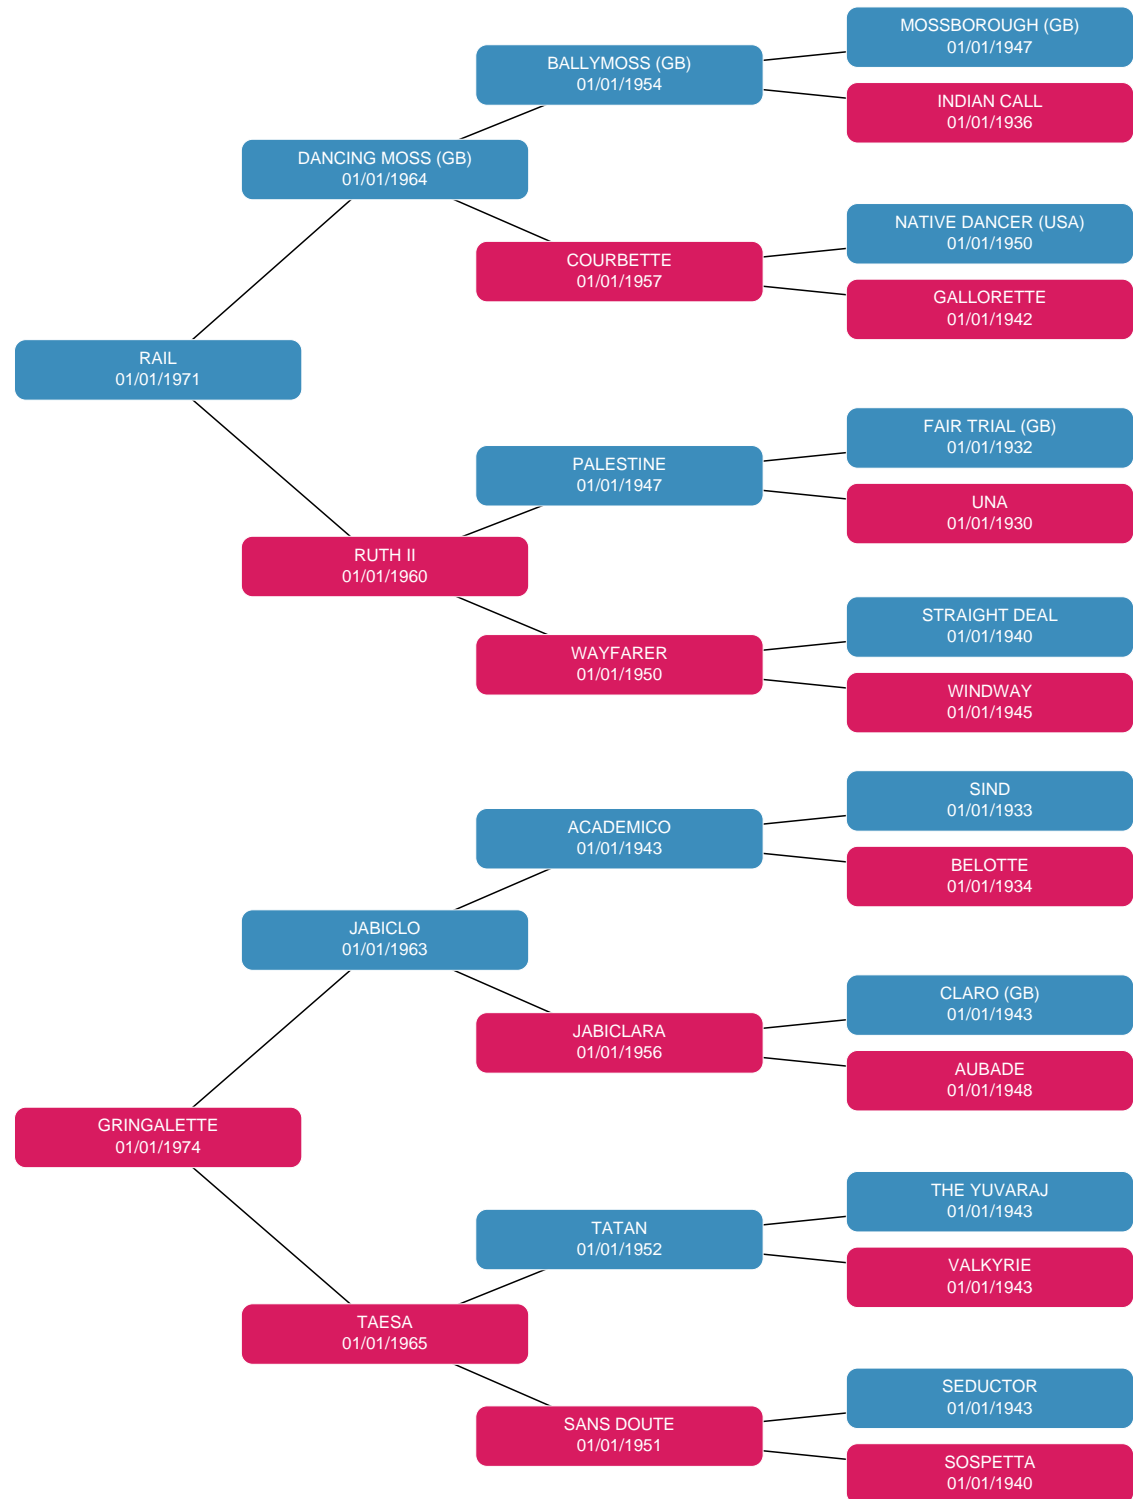 MOSSBOROUGH (GB)
01/01/1947
BALLYMOSS (GB)
01/01/1954
INDIAN CALL
01/01/1936
DANCING MOSS (GB)
01/01/1964
NATIVE DANCER (USA)
01/01/1950
COURBETTE
01/01/1957
GALLORETTE
01/01/1942
RAIL
01/01/1971
FAIR TRIAL (GB)
01/01/1932
PALESTINE
01/01/1947
UNA
01/01/1930
RUTH II
01/01/1960
STRAIGHT DEAL
01/01/1940
WAYFARER
01/01/1950
WINDWAY
01/01/1945
SIND
01/01/1933
ACADEMICO
01/01/1943
BELOTTE
01/01/1934
JABICLO
01/01/1963
CLARO (GB)
01/01/1943
JABICLARA
01/01/1956
AUBADE
01/01/1948
GRINGALETTE
01/01/1974
THE YUVARAJ
01/01/1943
TATAN
01/01/1952
VALKYRIE
01/01/1943
TAESA
01/01/1965
SEDUCTOR
01/01/1943
SANS DOUTE
01/01/1951
SOSPETTA
01/01/1940